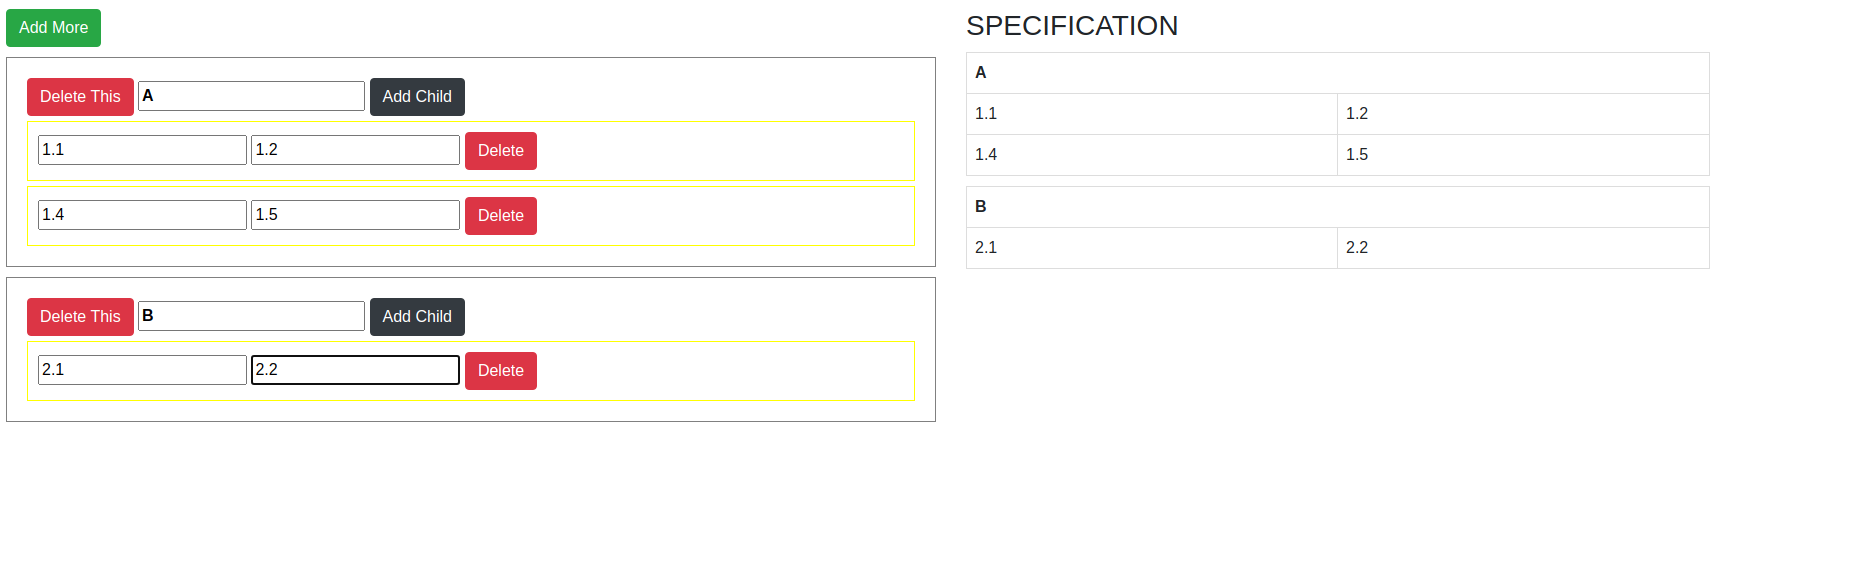 Add More
Delete This A Add Child
1.1 1.2 Delete
1.4 1.5 Delete
Delete This B Add Child
2.1 2.2 Delete
SPECIFICATION
A
1.1 1.2
1.4 1.5
B
2.1 2.2